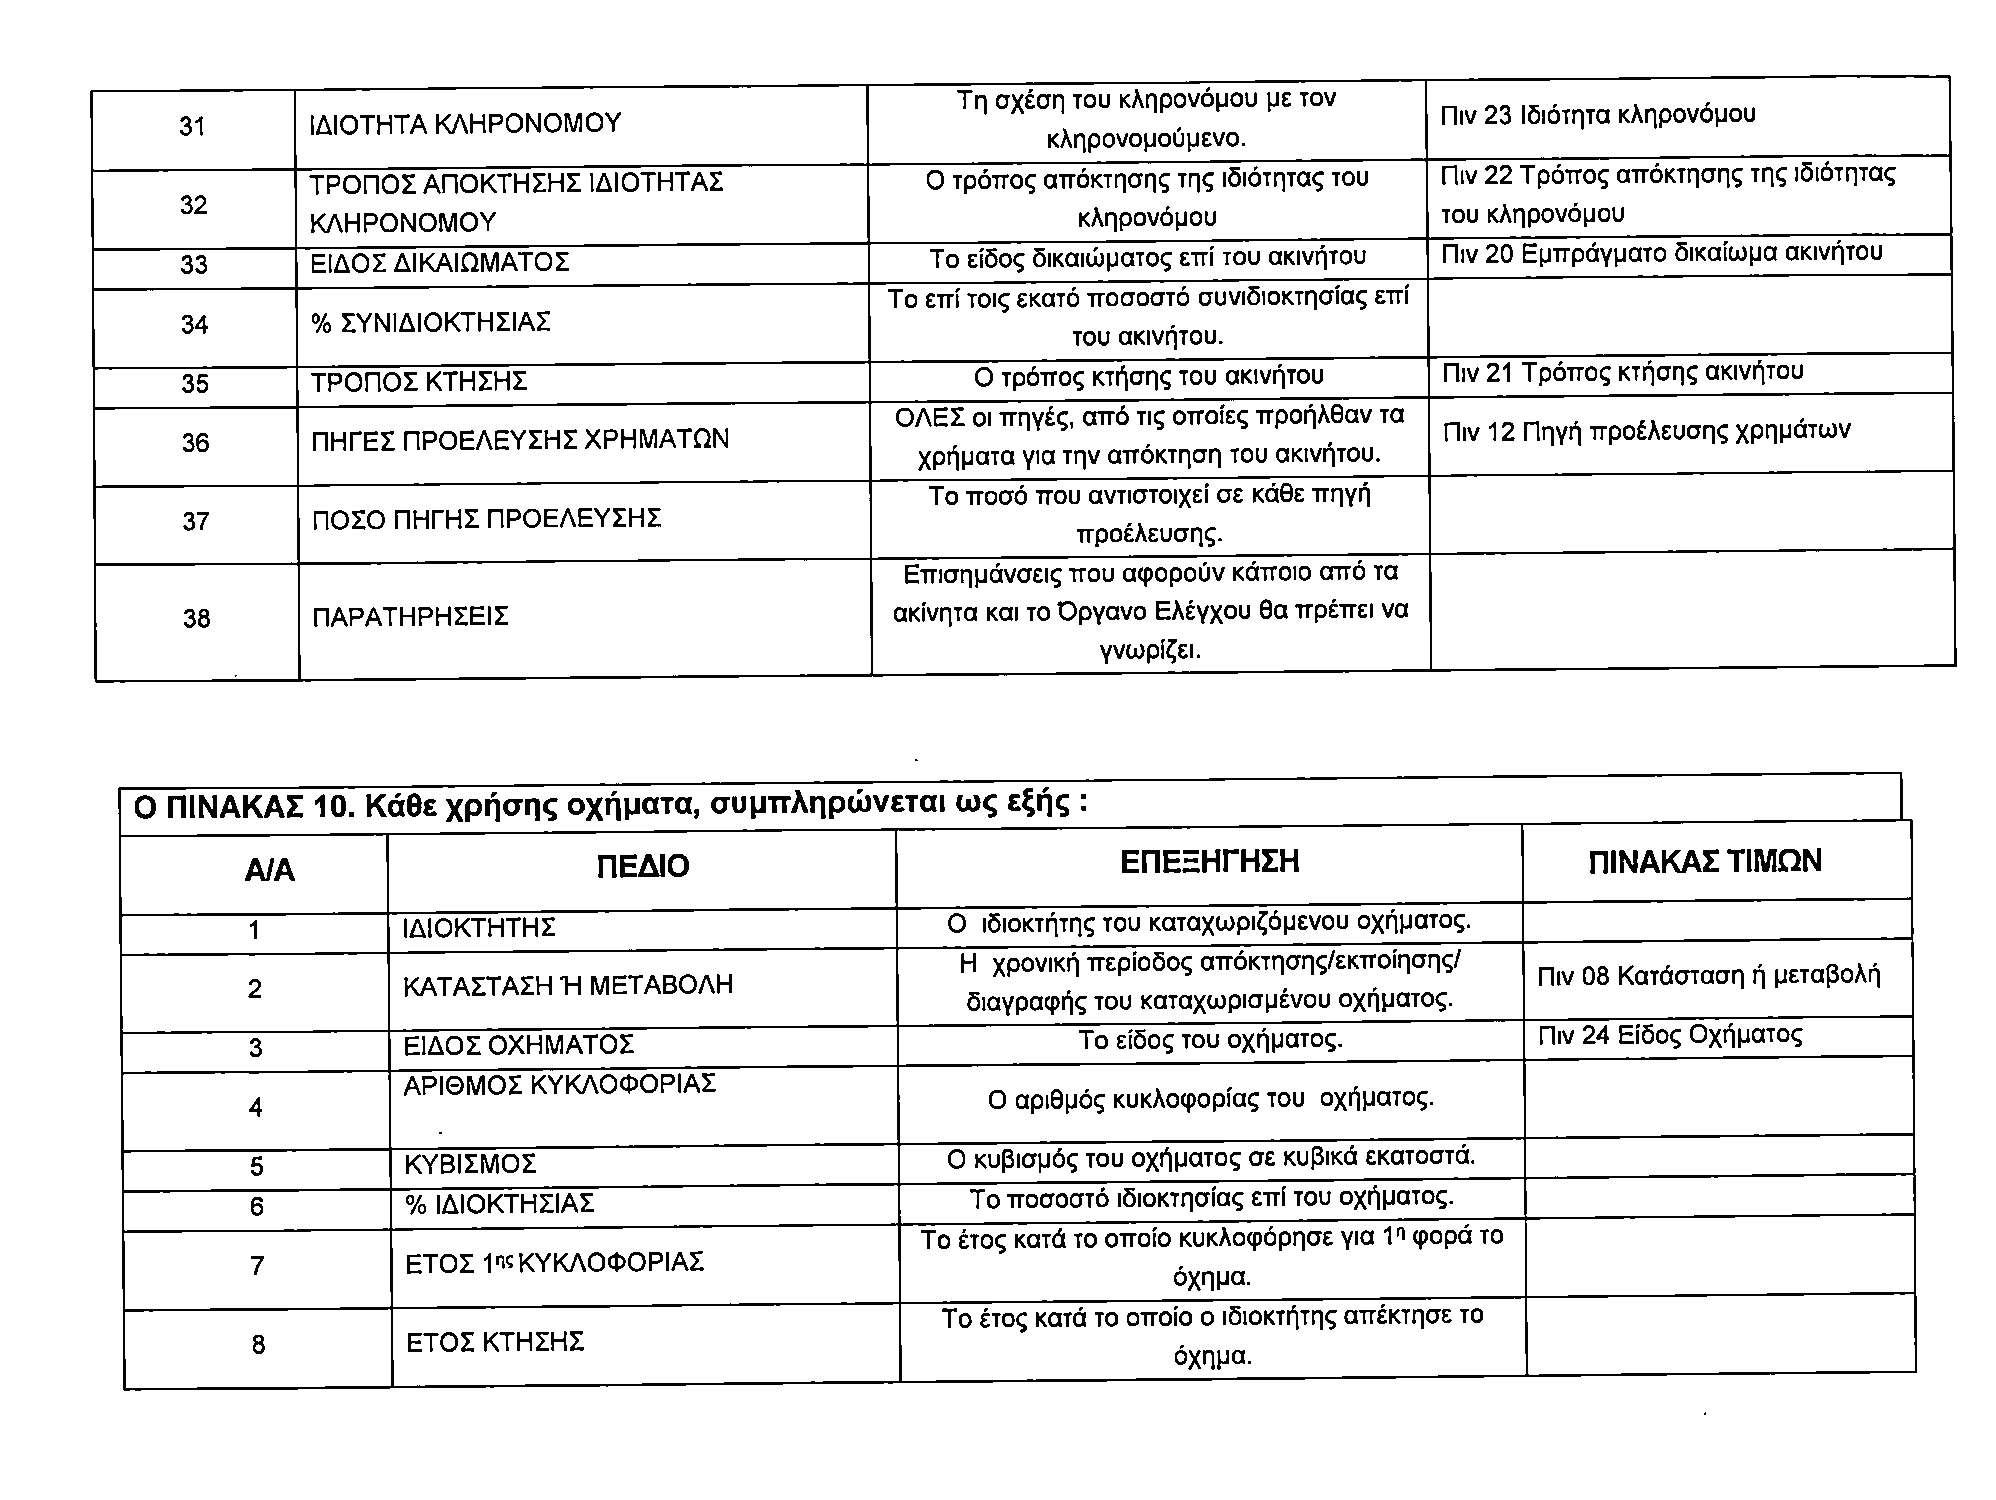 31 ΙΔΙΟΤΗΤΑ ΚΛΗΡΟΝΟΜΟΥ Τη σχέση του κληρονόμου με τον Πιν 23 Ιδιότητα κληρονόμου
κληρονομούμενο.
32 ΤΡΟΠΟΣ ΑΠΟΚΤΗΣΗΣ ΙΔΙΟΤΗΤΑΣ Ο τρόπος απόκτησης της ιδιότητας του Πιν 22 Τρόπος απόκτησης της ιδιότητας
ΚΛΗΡΟΝΟΜΟΥ κληρονόμου του κληρονόμου
33 ΕΙΔΟΣ ΔΙΚΑΙΩΜΑΤΟΣ Το είδος δικαιώματος επί του ακινήτου Πιν 20 Εμπράγματο δικαίωμα ακινήτου
34 % ΣΥΝΙΔΙΟΚΤΗΣΙΑΣ Το επί τοις εκατό ποσοστό συνιδιοκτησίας επί
του ακινήτου.
35 ΤΡΟΠΟΣ ΚΤΗΣΗΣ Ο τρόπος κτήσης του ακινήτου Πιν 21 Τρόπος κτήσης ακινήτου
36 ΠΗΓΕΣ ΠΡΟΕΛΕΥΣΗΣ ΧΡΗΜΑΤΩΝ ΟΛΕΣ οι πηγές, από τις οποίες προήλθαν τα Πιν 12 Πηγή προέλευσης χρημάτων
χρήματα για την απόκτηση του ακινήτου.
37 ΠΟΣΟ ΠΗΓΗΣ ΠΡΟΕΛΕΥΣΗΣ Το ποσό που αντιστοιχεί σε κάθε πηγή
προέλευσης.
38 ΠΑΡΑΤΗΡΗΣΕΙΣ Επισημάνσεις που αφορούν κάποιο από τα
ακίνητα και το Όργανο Ελέγχου θα πρέπει να
γνωρίζει.
Ο ΠΙΝΑΚΑΣ 10. Κάθε χρήσης οχήματα, συμπληρώνεται ως εξής :
Α/Α ΠΕΔΙΟ ΕΠΕΞΗΓΗΣΗ ΠΙΝΑΚΑΣ ΤΙΜΩΝ
1 ΙΔΙΟΚΤΗΤΗΣ Ο ιδιοκτήτης του καταχωριζόμενου οχήματος.
2 ΚΑΤΑΣΤΑΣΗ Ή ΜΕΤΑΒΟΛΗ Η χρονική περίοδος απόκτησης/εκποίησης/ Πιν 08 Κατάσταση ή μεταβολή
διαγραφής του καταχωρισμένου οχήματος.
3 ΕΙΔΟΣ ΟΧΗΜΑΤΟΣ Το είδος του οχήματος. Πιν 24 Είδος Οχήματος
4 ΑΡΙΘΜΟΣ ΚΥΚΛΟΦΟΡΙΑΣ Ο αριθμός κυκλοφορίας του οχήματος.
5 ΚΥΒΙΣΜΟΣ Ο κυβισμός του οχήματος σε κυβικά εκατοστά.
6 % ΙΔΙΟΚΤΗΣΙΑΣ Το ποσοστό ιδιοκτησίας επί του οχήματος.
7 ΕΤΟΣ 1ης ΚΥΚΛΟΦΟΡΙΑΣ Το έτος κατά το οποίο κυκλοφόρησε για 1η φορά το
όχημα.
8 ΕΤΟΣ ΚΤΗΣΗΣ Το έτος κατά το οποίο ο ιδιοκτήτης απέκτησε το
όχημα.